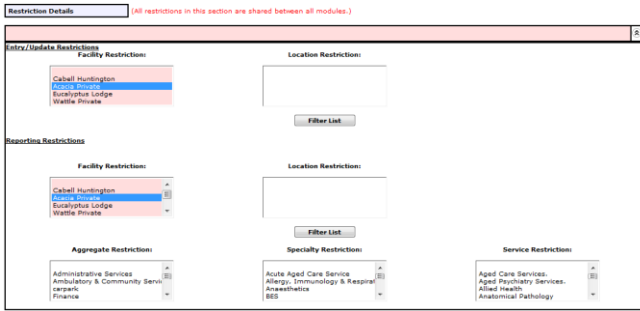 Restriction Details
(All restrictions in this section are shared between all modules.)
Entry/Update Restrictions
Facility Restriction:
Location Restriction:
Cabell Huntington
Acacia Private
Eucalyptus Lodge
Wattle Private
Filter List
Reporting Restrictions
Facility Restriction:
Location Restriction:
Cabell Huntington
Acacia Private
Eucalyptus Lodge
Wattle Private
Filter List
Aggregate Restriction:
Specialty Restriction:
Service Restriction:
Administrative Services
Ambulatory & Community Servi
carpark
Finance
Acute Aged Care Service
Allergy, Immunology & Respirat
Anaesthetics
BES
Aged Care Services.
Aged Psychiatry Services.
Allied Health
Anatomical Pathology